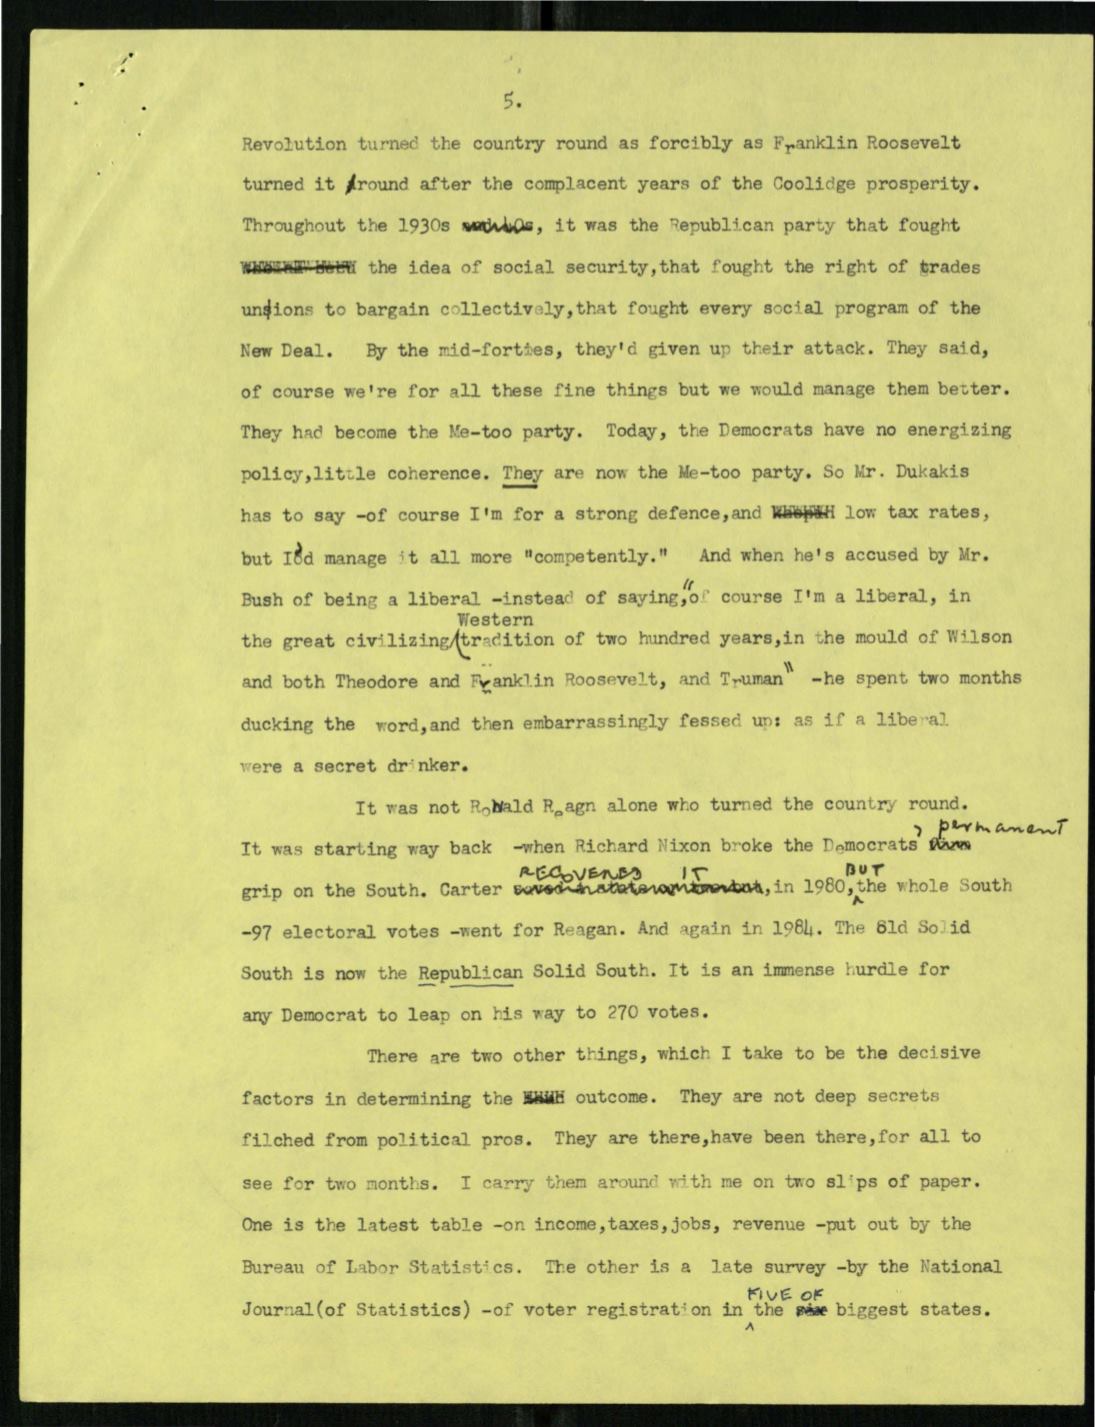 5.
Revolution turned the country round as forcibly as Franklin Roosevelt
turned it round after the complacent years of the Coolidge prosperity.
Throughout the 1930s, it was the Republican party that fought
the idea of social security,that fought the right of trades
unsions to bargain collectively,that fought every social program of the
New Deal. By the mid-forties, they'd given up their attack. They said,
of course we're for all these fine things but we would manage them better.
They had become the Me-too party. Today, the Democrats have no energizing
policy,little coherence. They are now the Me-too party. So Mr. Dukakis
has to say -of course I'm for a strong defence,and low tax rates,
but I'd manage it all more "competently." And when he's accused by Mr.
Bush of being a liberal -instead of saying,"of course I'm a liberal, in
Western
the great civilizing tradition of two hundred years,in the mould of Wilson
and both Theodore and Franklin Roosevelt, and Truman" -he spent two months
ducking the word,and then embarrassingly fessed up: as if a liberal
were a secret drinker.
It was not Ronald Reagn alone who turned the country round.
permanent
It was starting way back -when Richard Nixon broke the Democrats'
RECOVERED IT BUT
grip on the South. Carter ,in 1980,the whole South
-97 electoral votes -went for Reagan. And again in 1984. The 8ld Solid
South is now the Republican Solid South. It is an immense hurdle for
any Democrat to leap on his way to 270 votes.
There are two other things, which I take to be the decisive
factors in determining the outcome. They are not deep secrets
filched from political pros. They are there,have been there,for all to
see for two months. I carry them around with me on two slips of paper.
One is the latest table -on income,taxes,jobs, revenue -put out by the
Bureau of Labor Statistics. The other is a late survey -by the National
FIVE OF
Journal(of Statistics) -of voter registration in the biggest states.